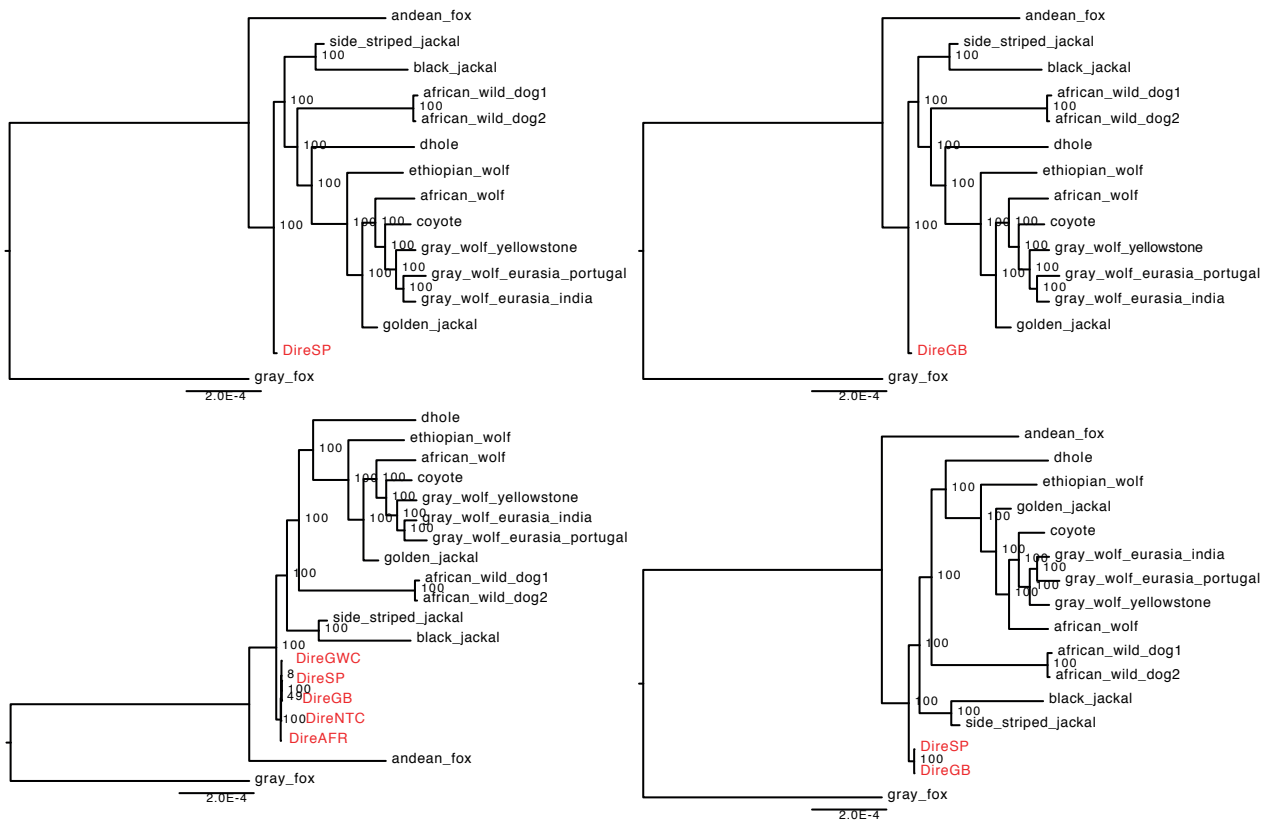 andean_fox
side_striped_jackal
100
black_jackal
african_wild_dog1
100
100
african_wild_dog2
100
dhole
ethiopian_wolf
100
african_wolf
100
100
coyote
100
100
gray_wolf_yellowstone
100
100
gray_wolf_eurasia_portugal
100
gray_wolf_eurasia_india
golden_jackal
DireSP
gray_fox
2.0E-4
andean_fox
side_striped_jackal
100
black_jackal
african_wild_dog1
100
100
african_wild_dog2
100
dhole
ethiopian_wolf
100
african_wolf
100
100
coyote
100
100
gray_wolf_yellowstone
100
100
gray_wolf_eurasia_portugal
100
gray_wolf_eurasia_india
golden_jackal
DireGB
gray_fox
2.0E-4
dhole
ethiopian_wolf
100
african_wolf
100
100
coyote
100
gray_wolf_yellowstone
100
100
100
gray_wolf_eurasia_india
100
gray_wolf_eurasia_portugal
golden_jackal
100
african_wild_dog1
100
african_wild_dog2
side_striped_jackal
100
black_jackal
100
DireGWC
8
DireSP
100
49
DireGB
100
DireNTC
DireAFR
andean_fox
gray_fox
2.0E-4
andean_fox
dhole
100
ethiopian_wolf
golden_jackal
100
coyote
100
100
gray_wolf_eurasia_india
100
gray_wolf_eurasia_portugal
100
100
100
gray_wolf_yellowstone
african_wolf
100
african_wild_dog1
100
african_wild_dog2
black_jackal
100
100
side_striped_jackal
DireSP
100
DireGB
gray_fox
2.0E-4